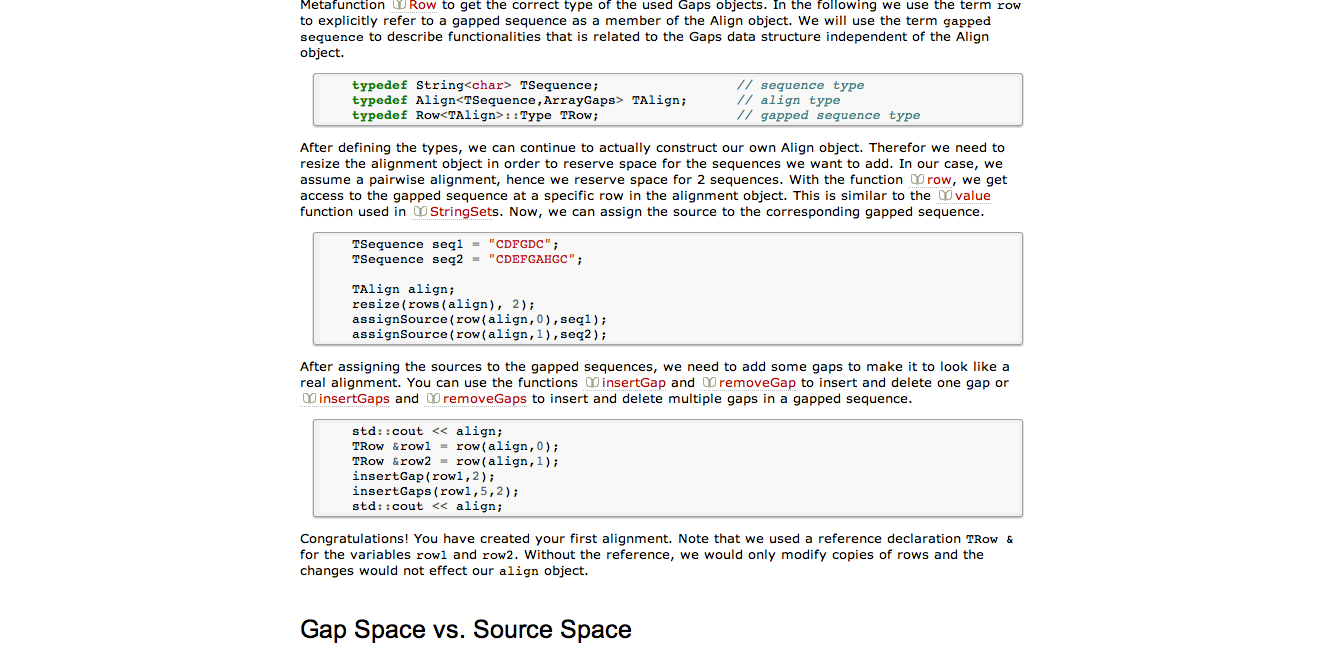 Metafunction Row to get the correct type of the used Gaps objects. In the following we use the term row
to explicitly refer to a gapped sequence as a member of the Align object. We will use the term gapped
sequence to describe functionalities that is related to the Gaps data structure independent of the Align
object.
typedef String<char> TSequence; // sequence type
typedef Align<TSequence,ArrayGaps> TAlign; // align type
typedef Row<TAlign>::Type TRow; // gapped sequence type
After defining the types, we can continue to actually construct our own Align object. Therefor we need to
resize the alignment object in order to reserve space for the sequences we want to add. In our case, we
assume a pairwise alignment, hence we reserve space for 2 sequences. With the function row, we get
access to the gapped sequence at a specific row in the alignment object. This is similar to the value
function used in StringSets. Now, we can assign the source to the corresponding gapped sequence.
TSequence seq1 = "CDFGDC";
TSequence seq2 = "CDEFGAHGC";
TAlign align;
resize(rows(align), 2);
assignSource(row(align,0),seq1);
assignSource(row(align,1),seq2);
After assigning the sources to the gapped sequences, we need to add some gaps to make it to look like a
real alignment. You can use the functions insertGap and removeGap to insert and delete one gap or
insertGaps and removeGaps to insert and delete multiple gaps in a gapped sequence.
std::cout << align;
TRow &row1 = row(align,0);
TRow &row2 = row(align,1);
insertGap(row1,2);
insertGaps(row1,5,2);
std::cout << align;
Congratulations! You have created your first alignment. Note that we used a reference declaration TRow &
for the variables row1 and row2. Without the reference, we would only modify copies of rows and the
changes would not effect our align object.
Gap Space vs. Source Space